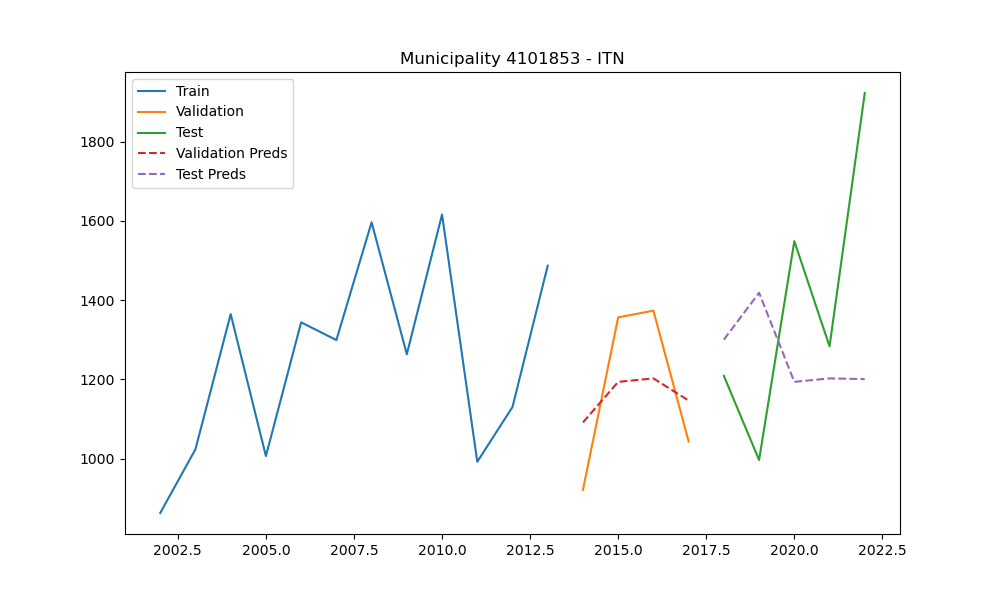 Municipality 4101853 - ITN
Train
Validation
Test
Validation Preds
Test Preds
1800
1600
1400
1200
1000
2002.5 2005.0 2007.5 2010.0 2012.5 2015.0 2017.5 2020.0 2022.5